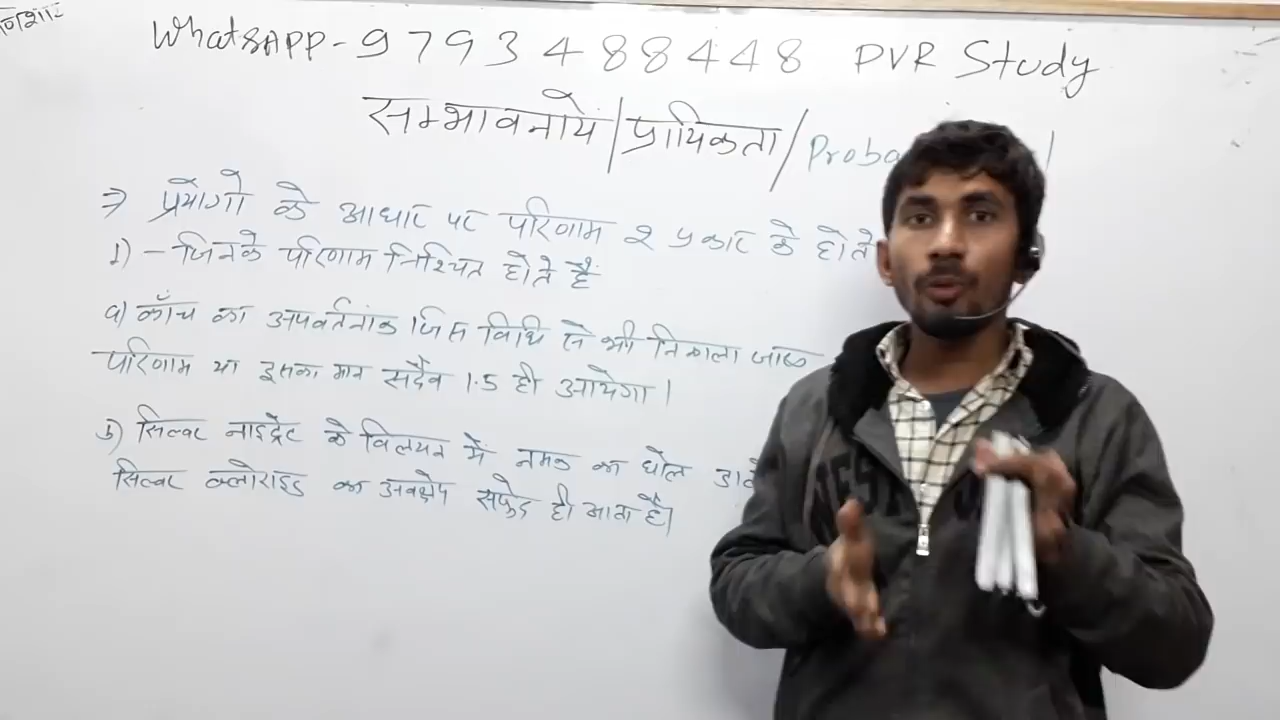 WhatsAPP - 9793488448 PVR Study
सम्भावनाये / प्रायिकता / Proba
⇒ प्रयोगो के आधार पर परिणाम २ प्रकार के होते
1) - जिनके परिणाम निश्चित होते हैं
a) काँच का अपवर्तनांक जिस विधि से भी निकाला जाए
परिणाम या इसका मान सदैव 1.5 ही आयेगा।
b) सिल्वर नाइट्रेट के विलयन में नमक का घोल डाल
सिल्वर क्लोराइड का अवक्षेप सफ़ेद ही आता है।